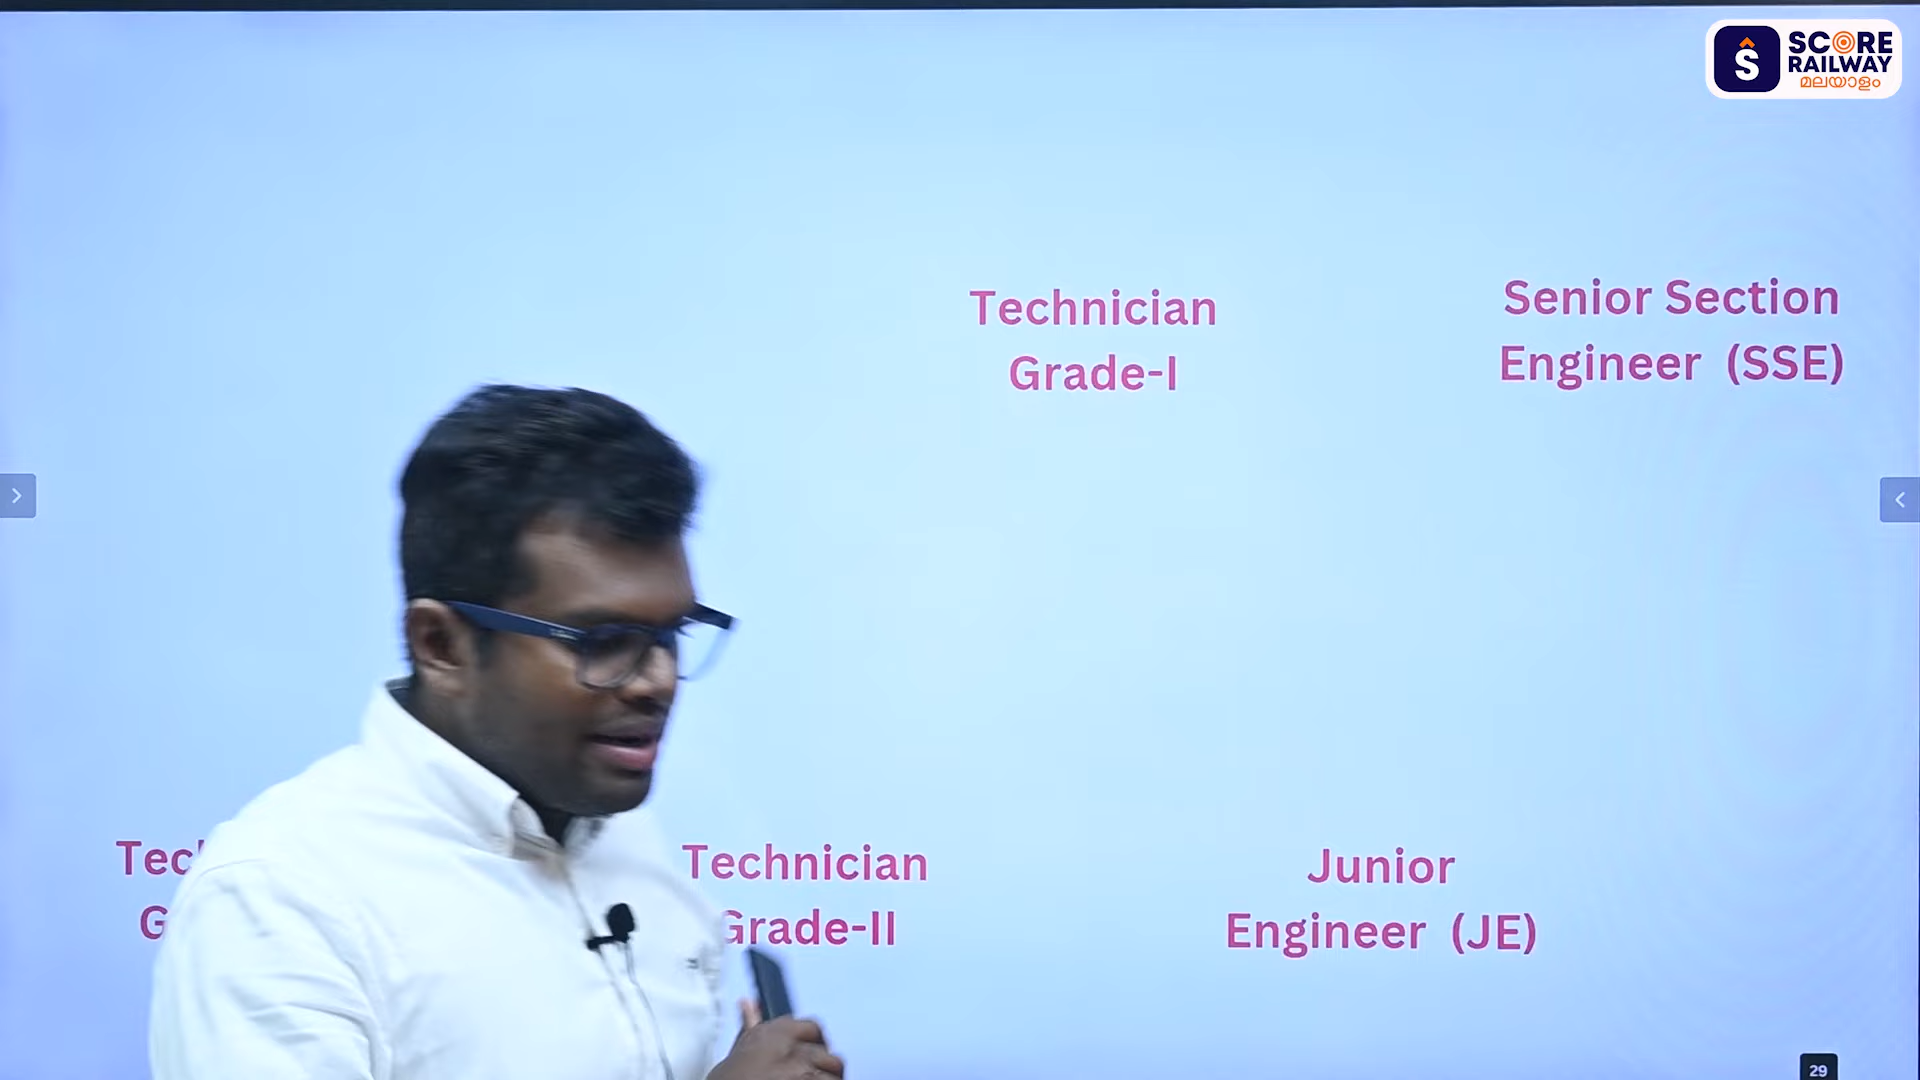 SCORE
RAILWAY
മലയാളം
Technician
Grade-I
Senior Section
Engineer (SSE)
Technician
Grade-II
Junior
Engineer (JE)
29